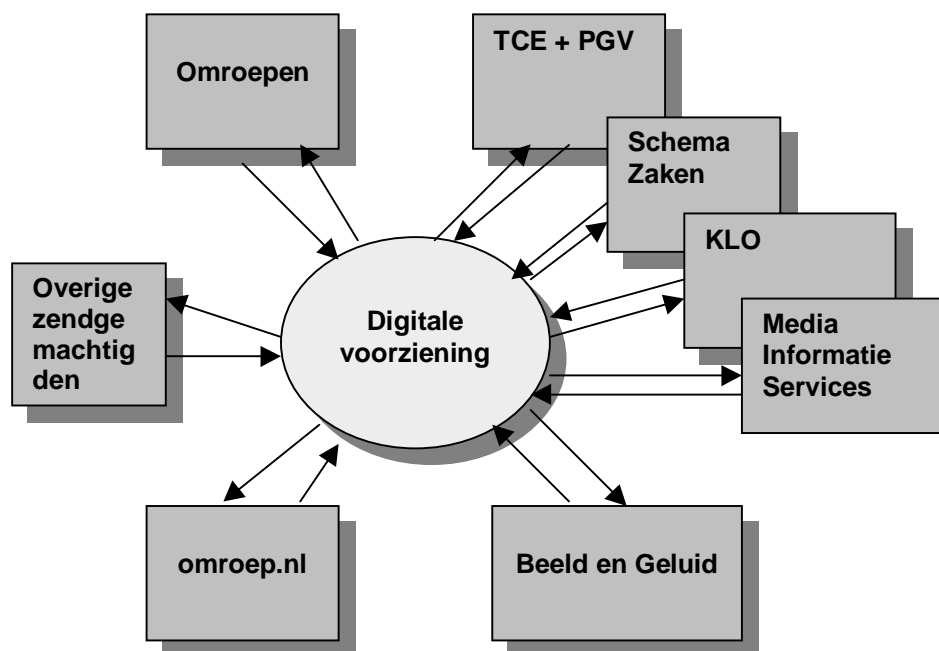 Omroepen
TCE + PGV
Schema
Zaken
KLO
Media
Informatie
Services
Overige
zendge
machtig
den
Digitale
voorziening
omroep.nl
Beeld en Geluid